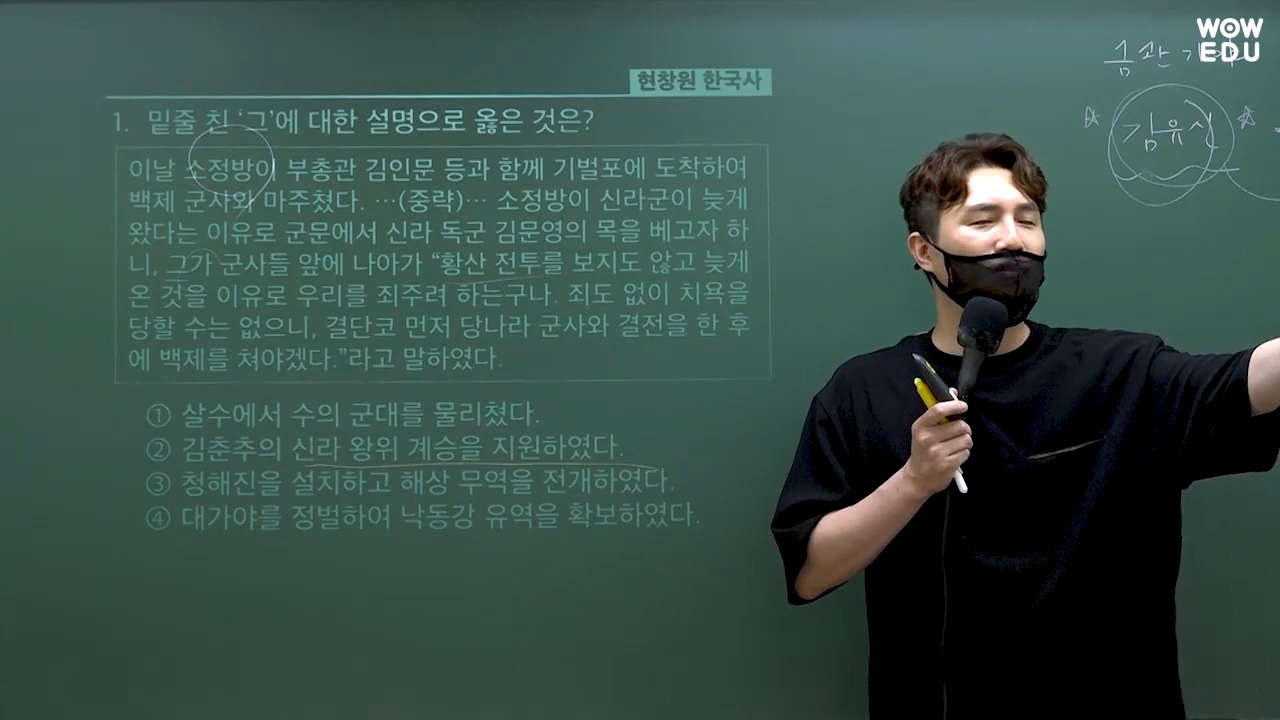 WOW
EDU
금관가야
현창원 한국사
1. 밑줄 친 ‘그’에 대한 설명으로 옳은 것은?
김유신
이날 소정방이 부총관 김인문 등과 함께 기벌포에 도착하여
백제 군사와 마주쳤다. …(중략)… 소정방이 신라군이 늦게
왔다는 이유로 군문에서 신라 독군 김문영의 목을 베고자 하
니, 그가 군사들 앞에 나아가 “황산 전투를 보지도 않고 늦게
온 것을 이유로 우리를 죄주려 하는구나. 죄도 없이 치욕을
당할 수는 없으니, 결단코 먼저 당나라 군사와 결전을 한 후
에 백제를 쳐야겠다.”라고 말하였다.
① 살수에서 수의 군대를 물리쳤다.
② 김춘추의 신라 왕위 계승을 지원하였다.
③ 청해진을 설치하고 해상 무역을 전개하였다.
④ 대가야를 정벌하여 낙동강 유역을 확보하였다.